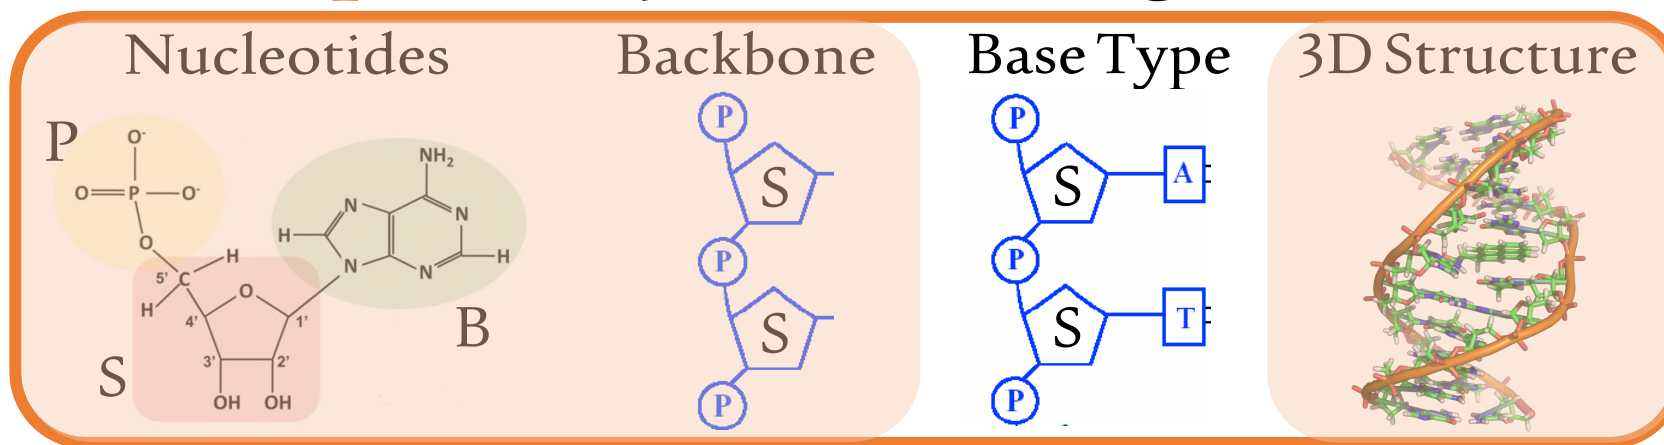 Nucleotides
P
O-
O
P
O-
O
5'
C
H
H
4'
O
1'
3'
2'
OH
OH
S
NH2
N
N
H
N
N
H
B
Backbone
P
S
P
S
P
Base Type
P
S
A
P
S
T
P
3D Structure